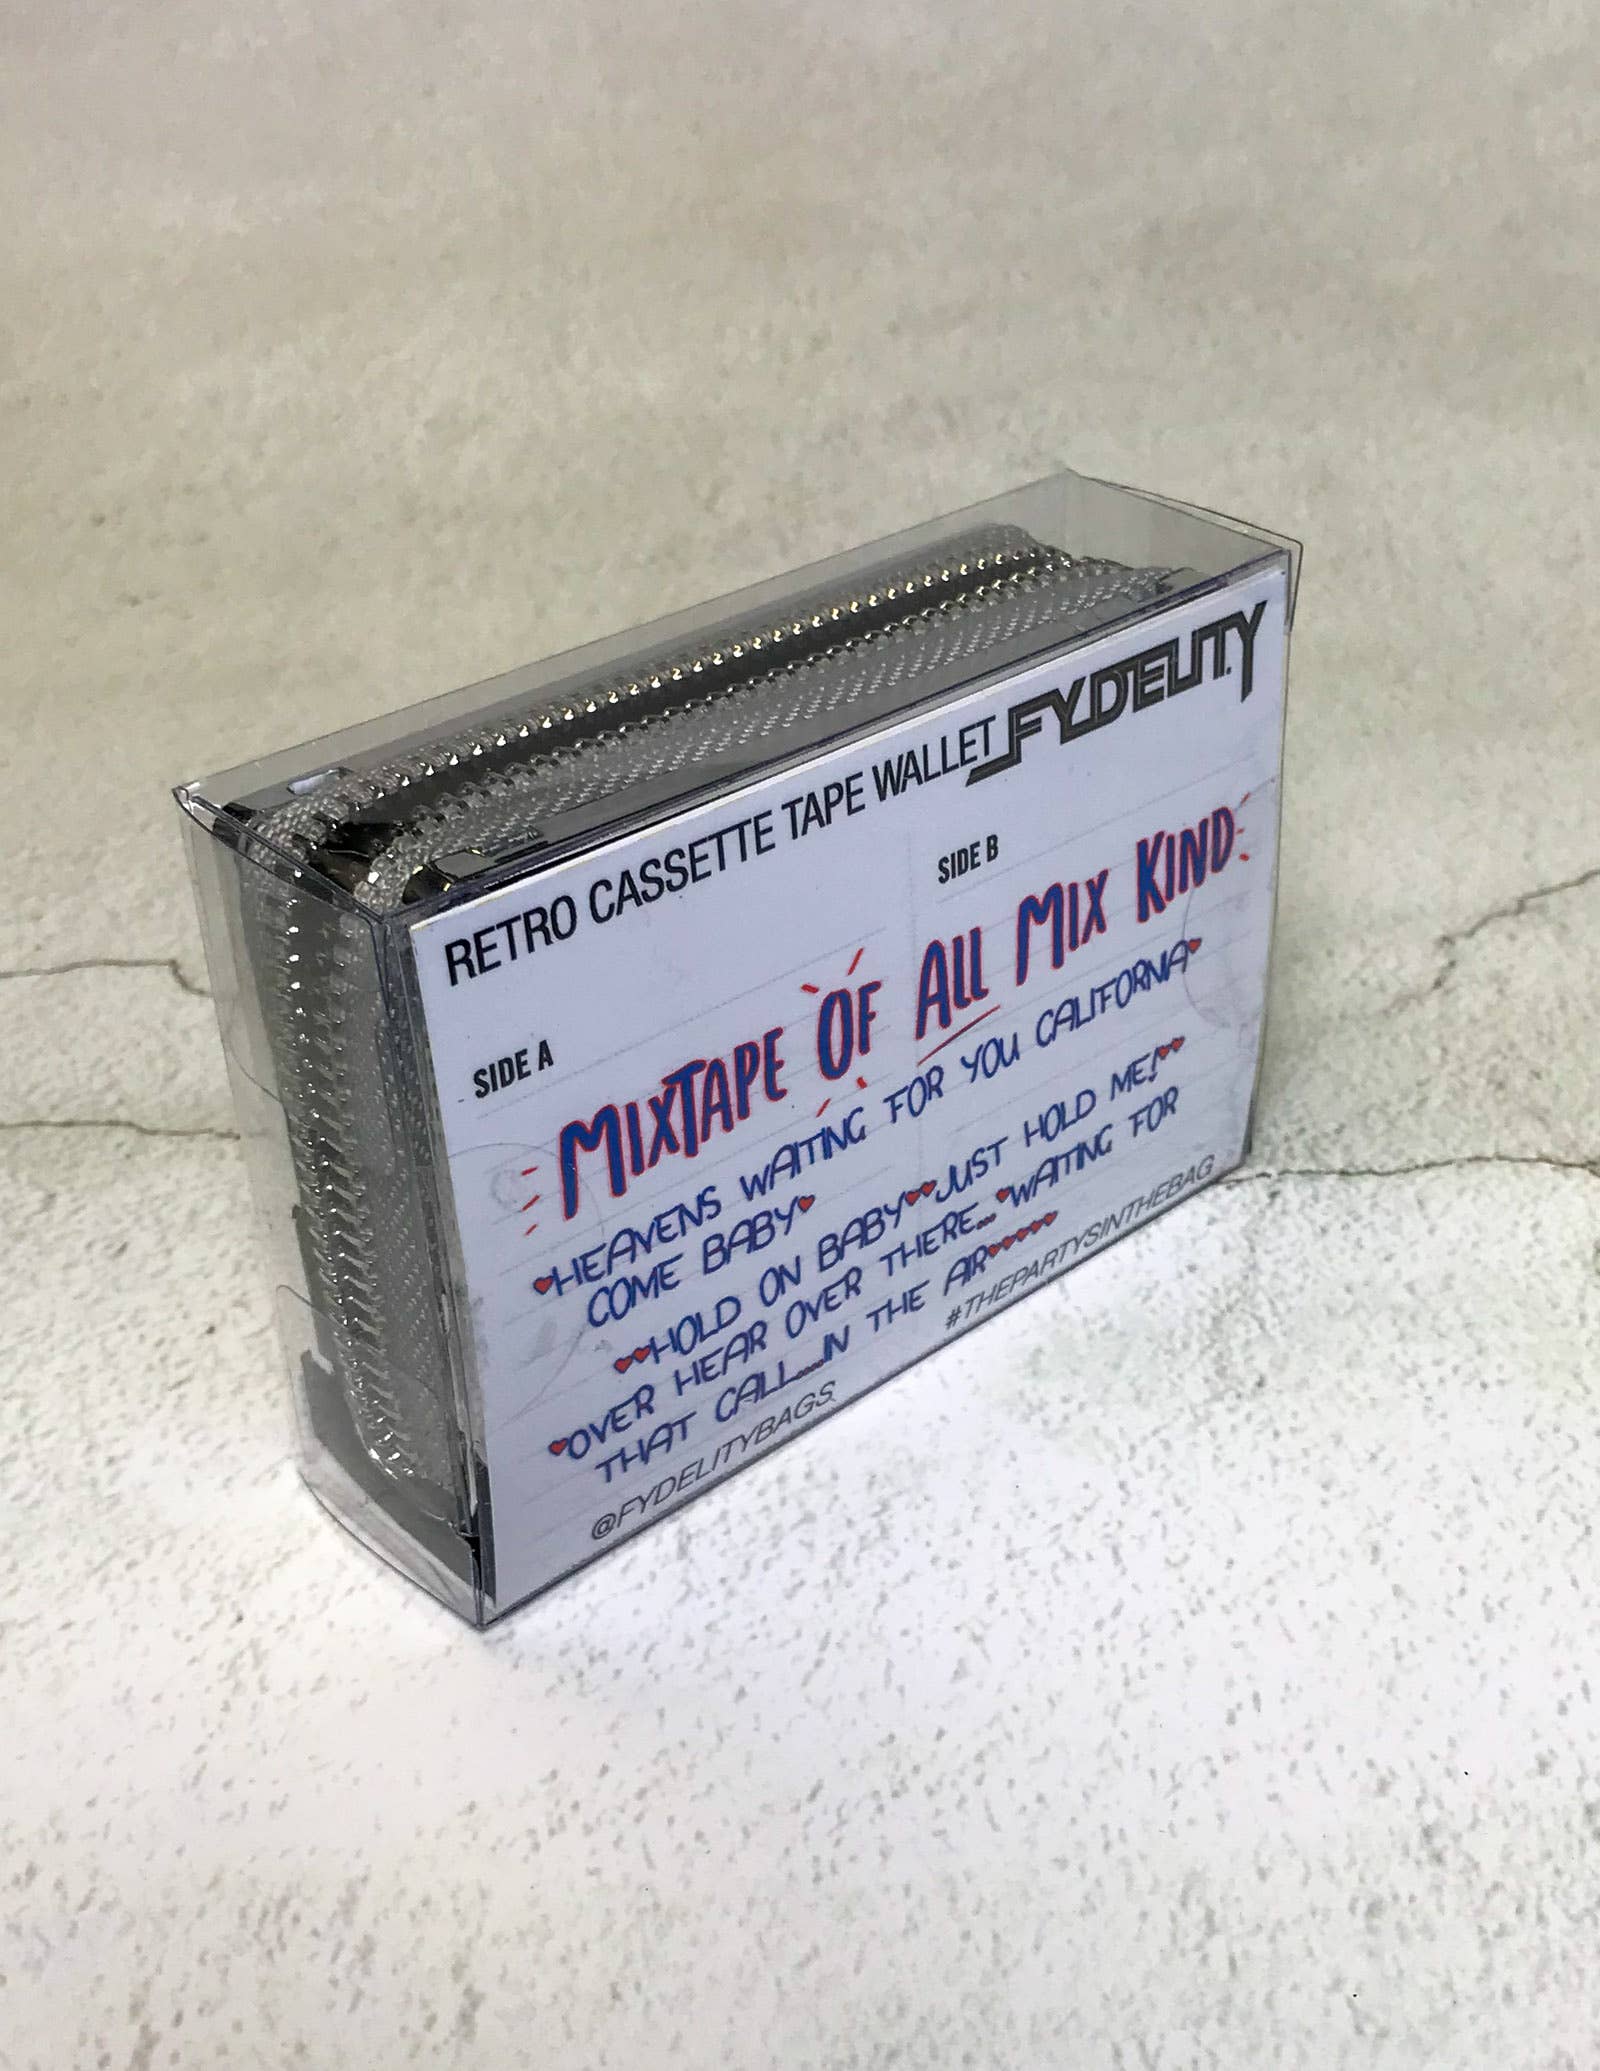 RETRO CASSETTE TAPE WALLET FYDELITY
SIDE A
SIDE B
MIXTAPE OF ALL MIX KIND
HEAVENS WAITING FOR YOU CALIFORNIA
COME BABY
HOLD ON BABY JUST HOLD ME!
OVER HEAR OVER THERE... WAITING FOR
THAT CALL....IN THE AIR
@FYDELITYBAGS
#THEPARTYSINTHEBAG